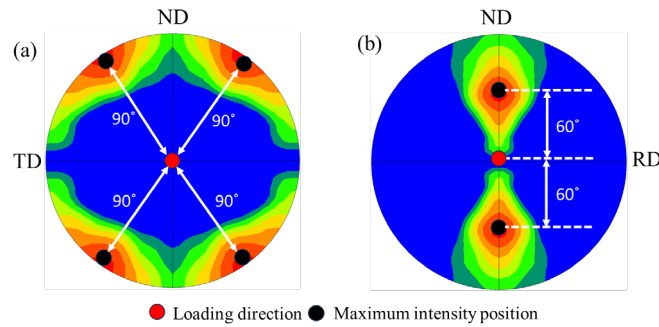 (a)
ND
90°
90°
TD
90°
90°
(b)
ND
60°
RD
60°
Loading direction
Maximum intensity position